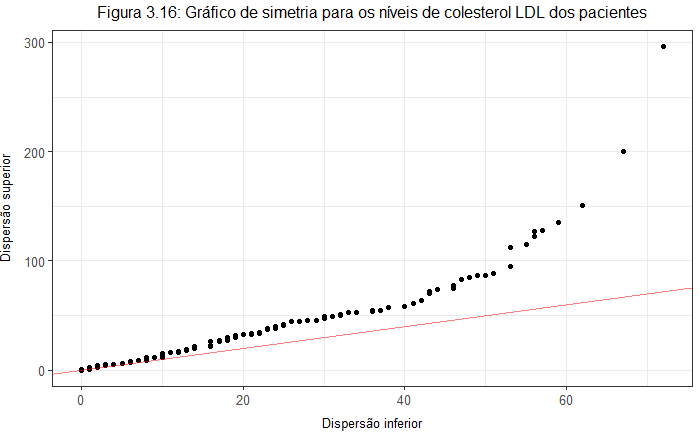 Figura 3.16: Gráfico de simetria para os níveis de colesterol LDL dos pacientes
300
200
100
0
Dispersão superior
0 20 40 60
Dispersão inferior